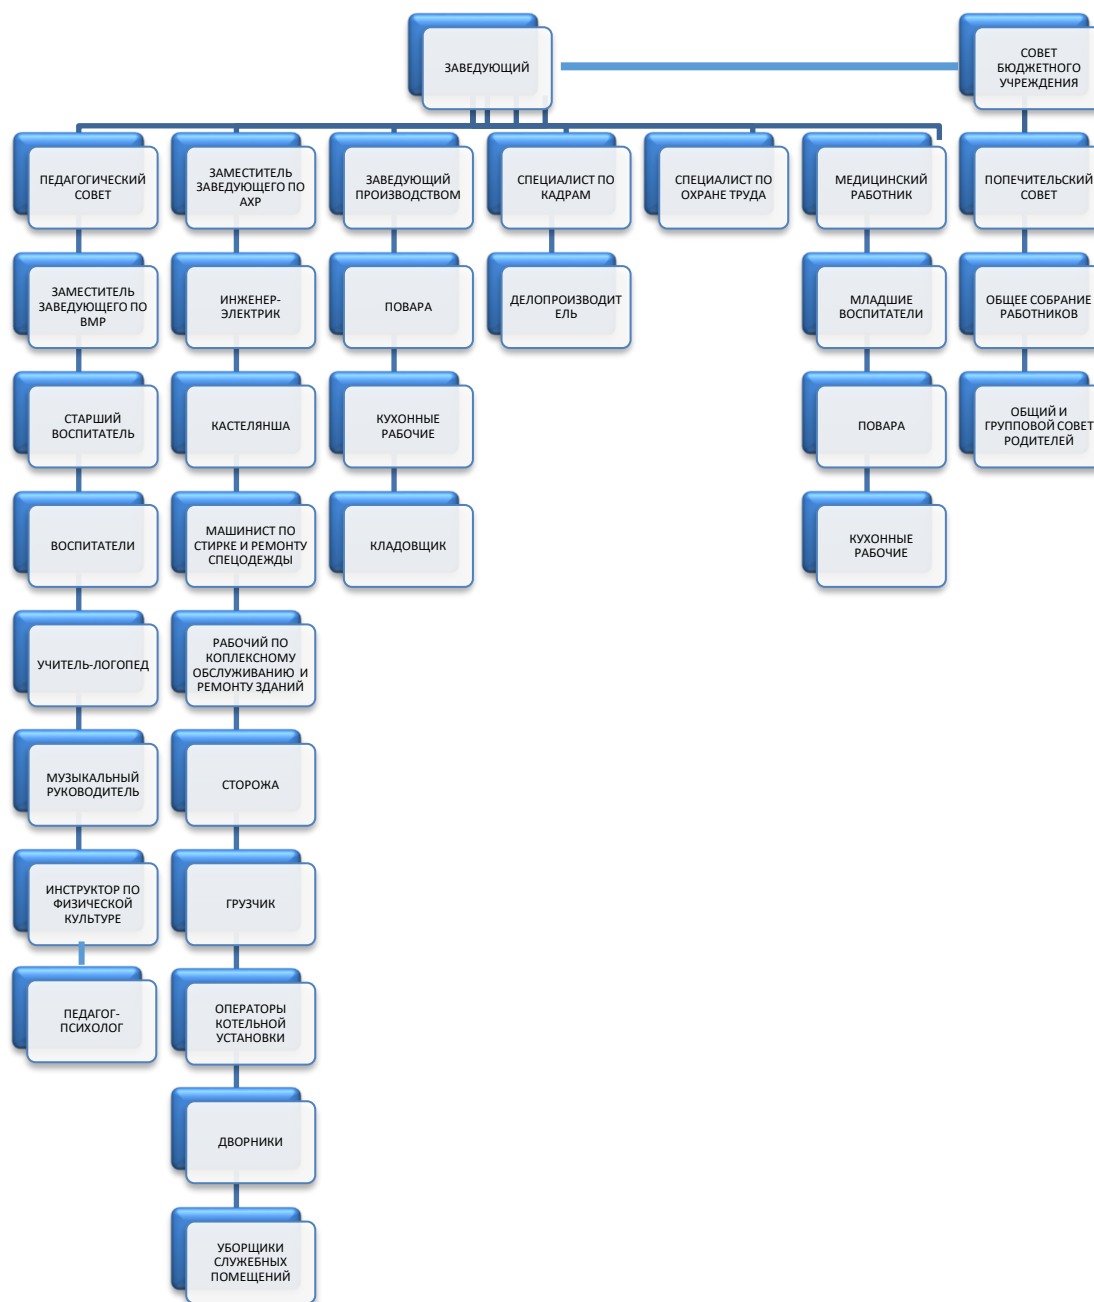 ЗАВЕДУЮЩИЙ
СОВЕТ
БЮДЖЕТНОГО
УЧРЕЖДЕНИЯ
ПЕДАГОГИЧЕСКИЙ
СОВЕТ
ЗАМЕСТИТЕЛЬ
ЗАВЕДУЮЩЕГО ПО
АХР
ЗАВЕДУЮЩИЙ
ПРОИЗВОДСТВОМ
СПЕЦИАЛИСТ ПО
КАДРАМ
СПЕЦИАЛИСТ ПО
ОХРАНЕ ТРУДА
МЕДИЦИНСКИЙ
РАБОТНИК
ПОПЕЧИТЕЛЬСКИЙ
СОВЕТ
ЗАМЕСТИТЕЛЬ
ЗАВЕДУЮЩЕГО ПО
ВМР
ИНЖЕНЕР-
ЭЛЕКТРИК
ПОВАРА
ДЕЛОПРОИЗВОДИТ
ЕЛЬ
МЛАДШИЕ
ВОСПИТАТЕЛИ
ОБЩЕЕ СОБРАНИЕ
РАБОТНИКОВ
СТАРШИЙ
ВОСПИТАТЕЛЬ
КАСТЕЛЯНША
КУХОННЫЕ
РАБОЧИЕ
ПОВАРА
ОБЩИЙ И
ГРУППОВОЙ СОВЕТ
РОДИТЕЛЕЙ
ВОСПИТАТЕЛИ
МАШИНИСТ ПО
СТИРКЕ И РЕМОНТУ
СПЕЦОДЕЖДЫ
КЛАДОВЩИК
КУХОННЫЕ
РАБОЧИЕ
УЧИТЕЛЬ-ЛОГОПЕД
РАБОЧИЙ ПО
КОПЛЕКСНОМУ
ОБСЛУЖИВАНИЮ И
РЕМОНТУ ЗДАНИЙ
МУЗЫКАЛЬНЫЙ
РУКОВОДИТЕЛЬ
СТОРОЖА
ИНСТРУКТОР ПО
ФИЗИЧЕСКОЙ
КУЛЬТУРЕ
ГРУЗЧИК
ПЕДАГОГ-
ПСИХОЛОГ
ОПЕРАТОРЫ
КОТЕЛЬНОЙ
УСТАНОВКИ
ДВОРНИКИ
УБОРЩИКИ
СЛУЖЕБНЫХ
ПОМЕЩЕНИЙ